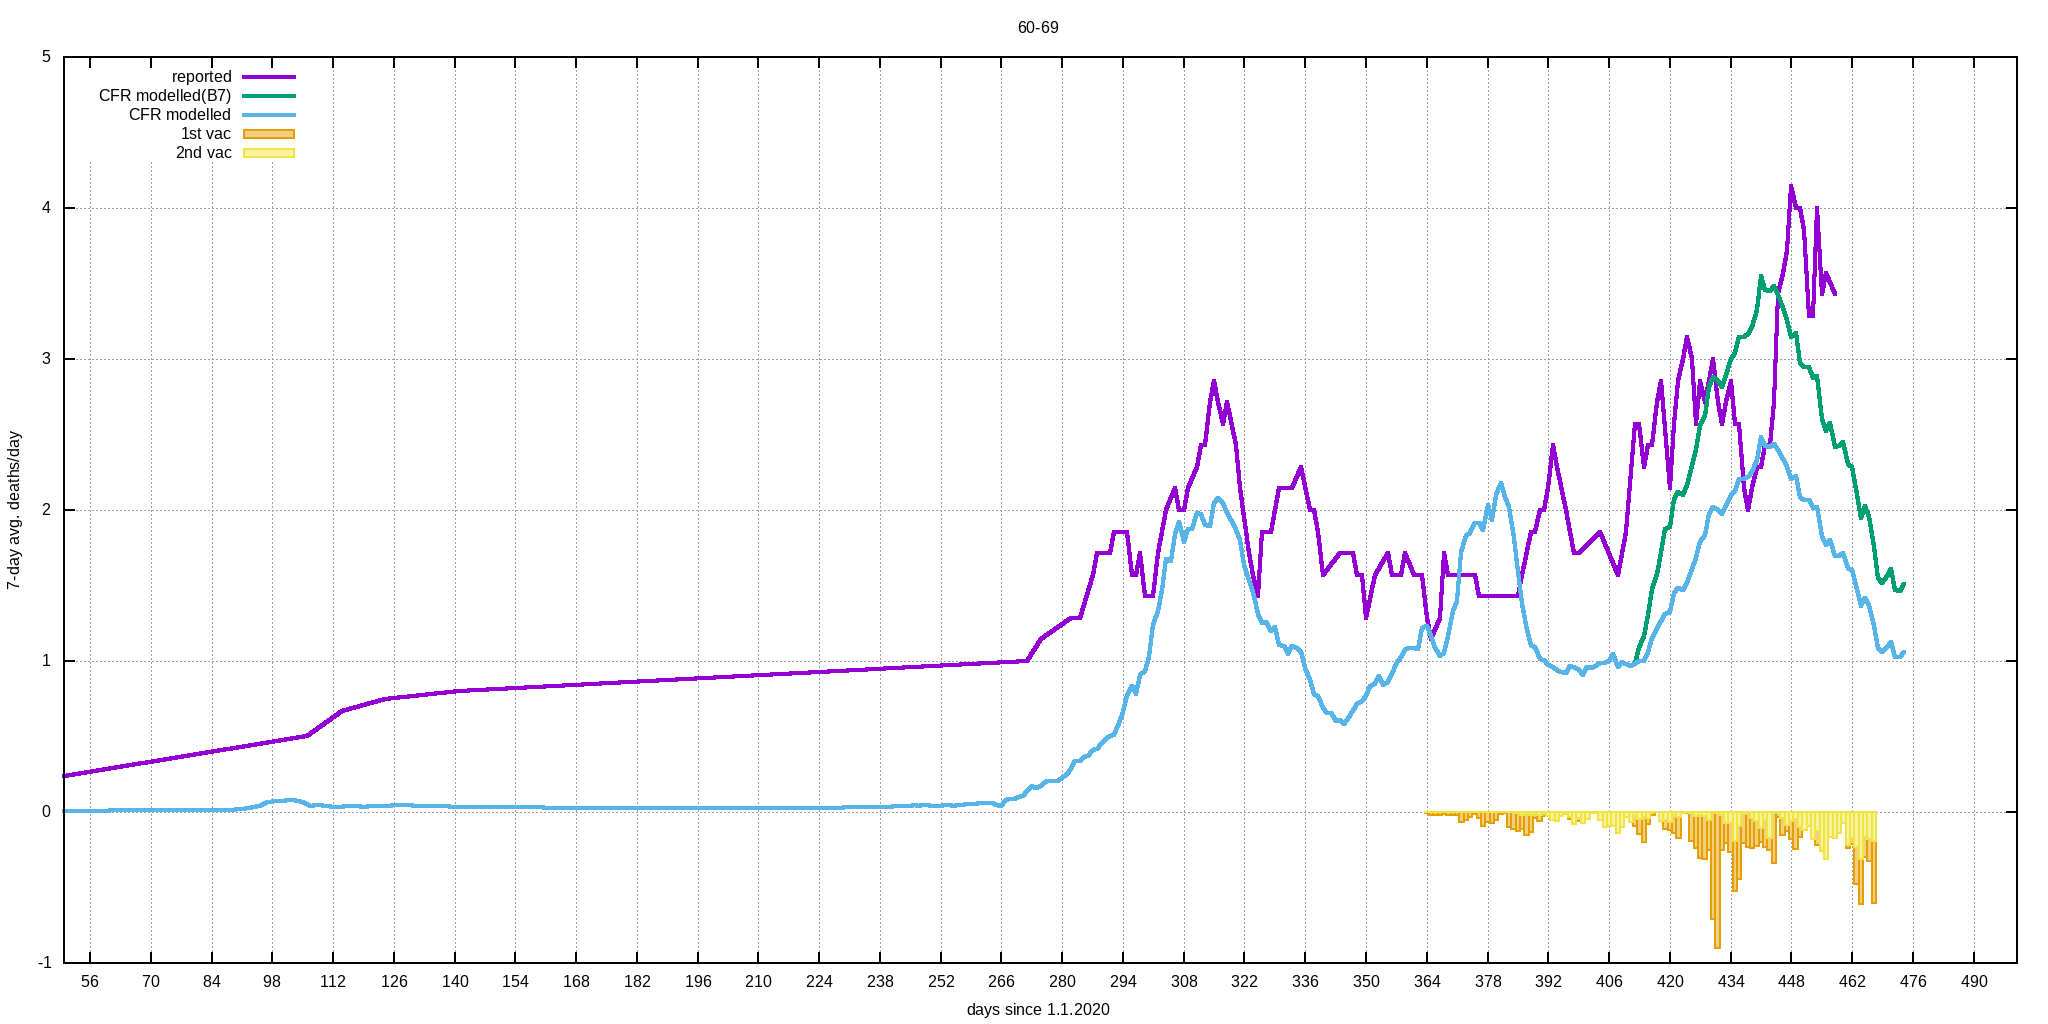 60-69
5
4
3
2
1
0
-1
7-day avg. deaths/day
reported
CFR modelled(B7)
CFR modelled
1st vac
2nd vac
56 70 84 98 112 126 140 154 168 182 196 210 224 238 252 266 280 294 308 322 336 350 364 378 392 406 420 434 448 462 476 490
days since 1.1.2020